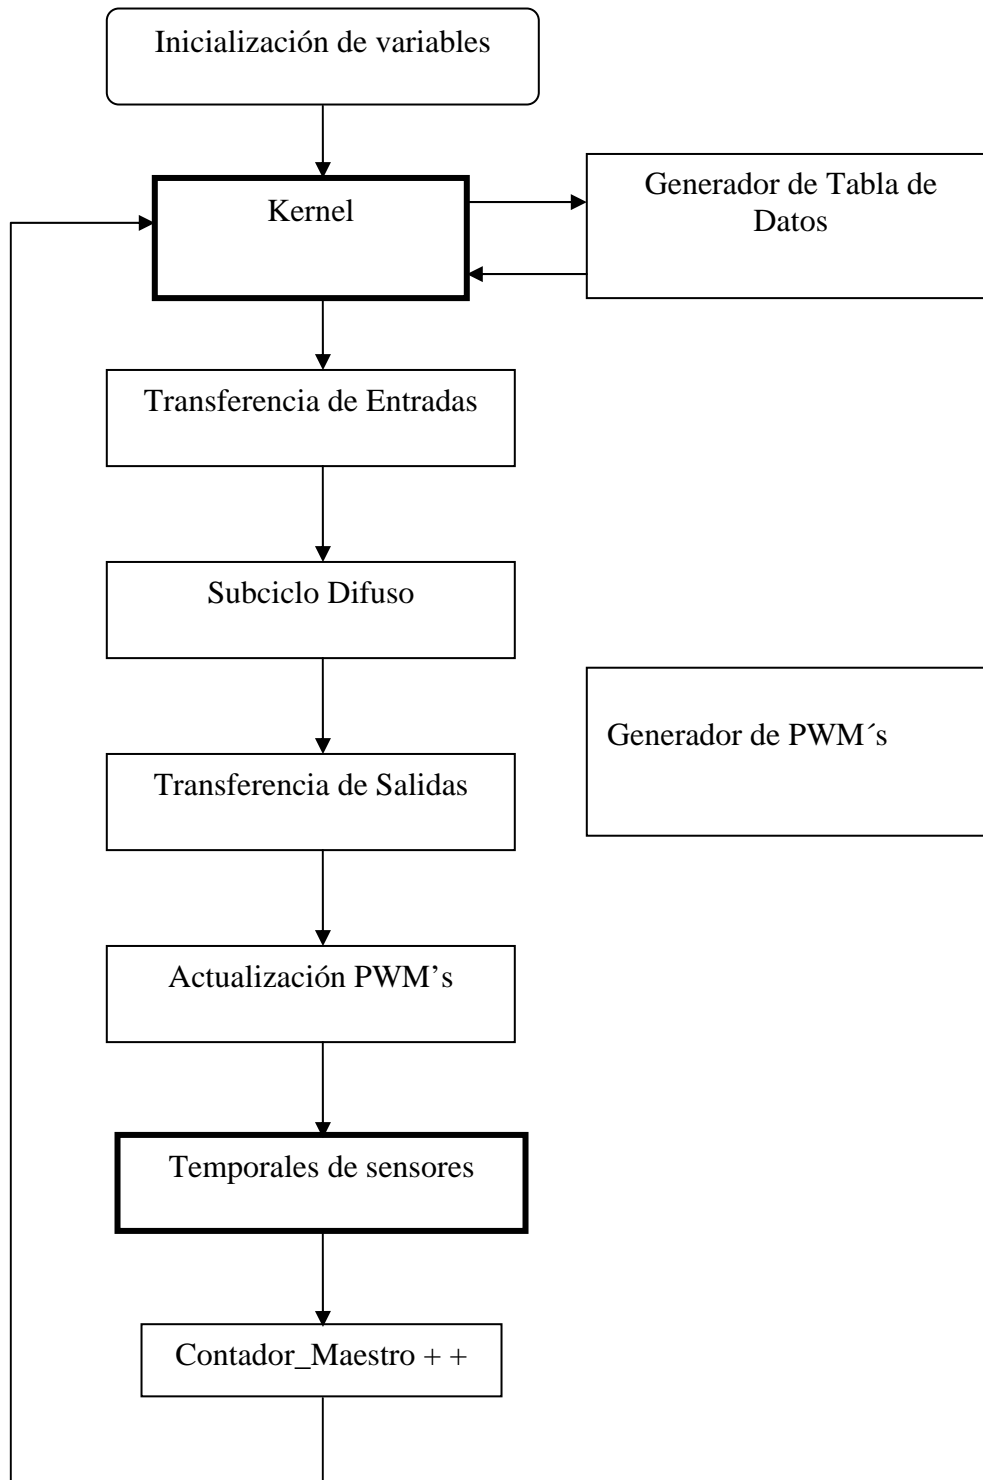 Inicialización de variables
Kernel
Generador de Tabla de
Datos
Transferencia de Entradas
Subciclo Difuso
Generador de PWM´s
Transferencia de Salidas
Actualización PWM’s
Temporales de sensores
Contador_Maestro + +